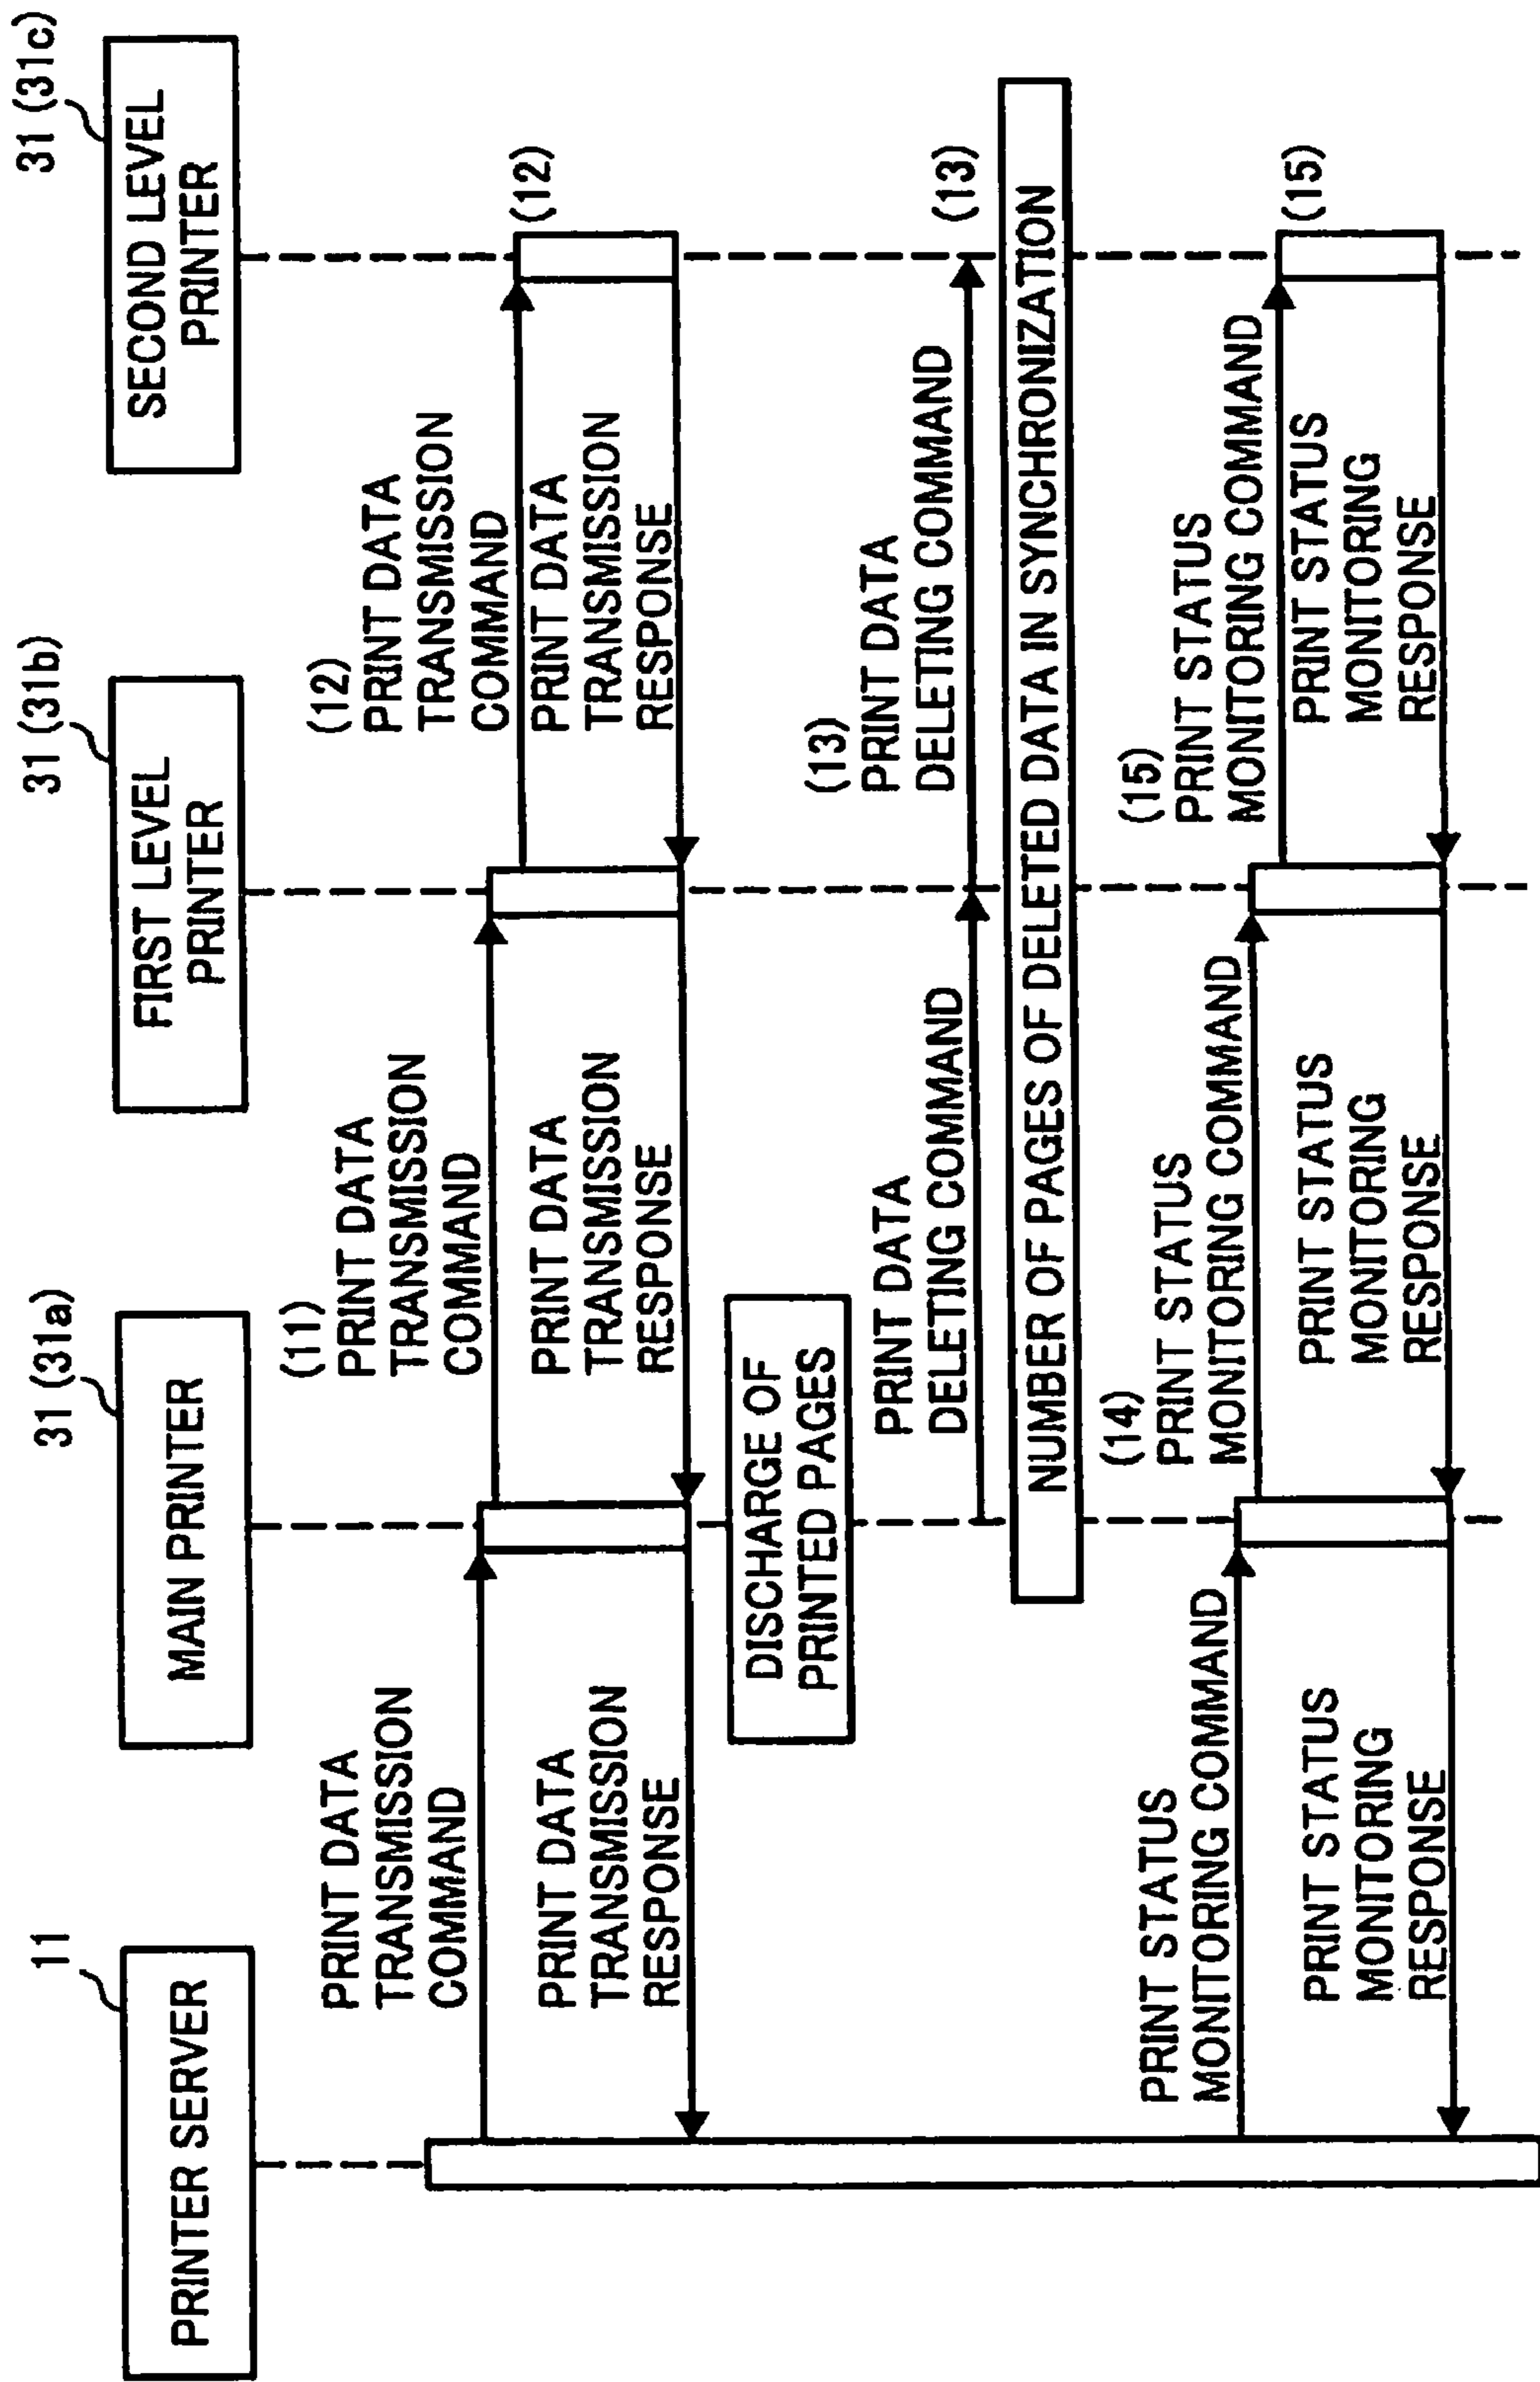 PRINTER SERVER
11
MAIN PRINTER
31 (31a)
FIRST LEVEL
PRINTER
31 (31b)
SECOND LEVEL
PRINTER
31 (31c)
PRINT DATA
TRANSMISSION
COMMAND
(11)
PRINT DATA
TRANSMISSION
COMMAND
(12)
PRINT DATA
TRANSMISSION
COMMAND
(12)
PRINT DATA
TRANSMISSION
RESPONSE
PRINT DATA
TRANSMISSION
RESPONSE
PRINT DATA
TRANSMISSION
RESPONSE
DISCHARGE OF
PRINTED PAGES
PRINT DATA
DELETING COMMAND
(13)
PRINT DATA
DELETING COMMAND
(13)
NUMBER OF PAGES OF DELETED DATA IN SYNCHRONIZATION
PRINT STATUS
MONITORING COMMAND
(14)
PRINT STATUS
MONITORING COMMAND
(15)
PRINT STATUS
MONITORING COMMAND
(15)
PRINT STATUS
MONITORING
RESPONSE
PRINT STATUS
MONITORING
RESPONSE
PRINT STATUS
MONITORING
RESPONSE